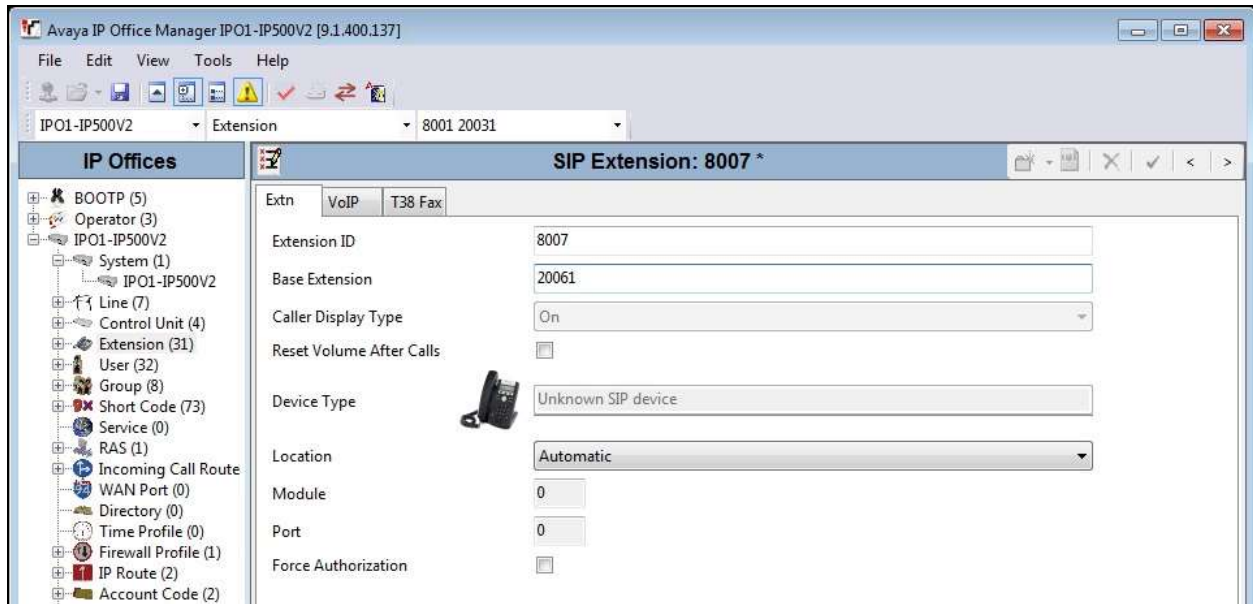 Avaya IP Office Manager IPO1-IP500V2 [9.1.400.137]
File Edit View Tools Help
IPO1-IP500V2 Extension 8001 20031
IP Offices
SIP Extension: 8007 *
BOOTP (5)
Operator (3)
IPO1-IP500V2
System (1)
IPO1-IP500V2
Line (7)
Control Unit (4)
Extension (31)
User (32)
Group (8)
Short Code (73)
Service (0)
RAS (1)
Incoming Call Route
WAN Port (0)
Directory (0)
Time Profile (0)
Firewall Profile (1)
IP Route (2)
Account Code (2)
Extn VoIP T38 Fax
Extension ID 8007
Base Extension 20061
Caller Display Type On
Reset Volume After Calls
Device Type Unknown SIP device
Location Automatic
Module 0
Port 0
Force Authorization